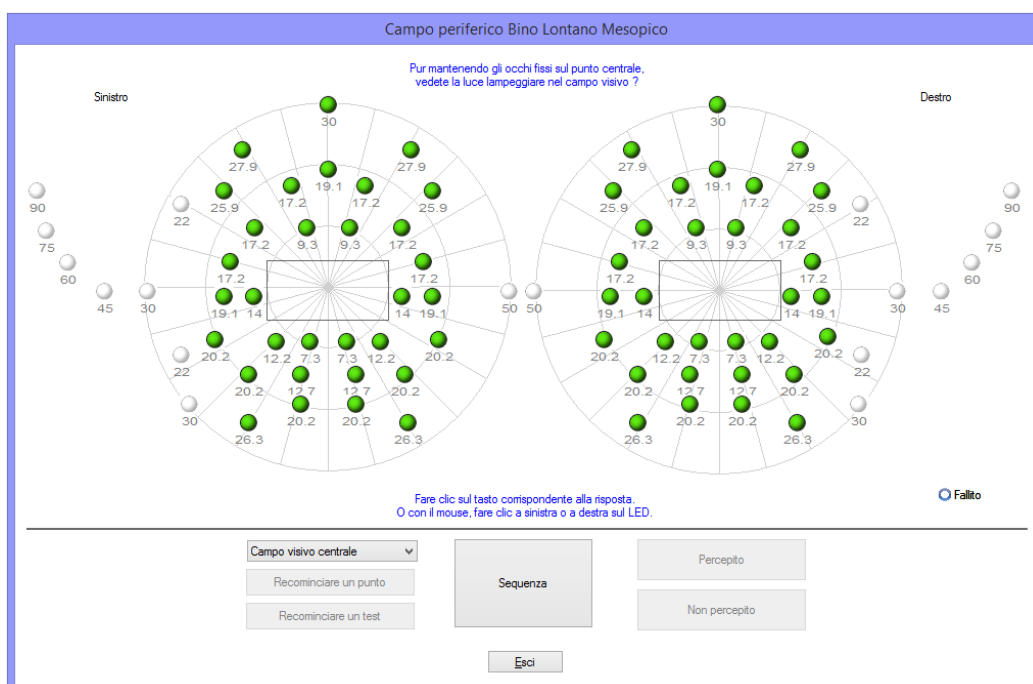 Campo periferico Bino Lontano Mesopico
Pur mantenendo gli occhi fissi sul punto centrale,
vedete la luce lampeggiare nel campo visivo ?
Sinistro
Destro
30
30
27.9 27.9
27.9 27.9
19.1
19.1
17.2 17.2
17.2 17.2
90 25.9 25.9
25.9 25.9 90
22
22
75 17.2 9.3 9.3 17.2
17.2 9.3 9.3 17.2 75
60 17.2 17.2
17.2 17.2 60
45 30 50
50 30 45
19.1 14 14 19.1
19.1 14 14 19.1
20.2 12.2 7.3 7.3 12.2 20.2
20.2 12.2 7.3 7.3 12.2 20.2
22
22
20.2 12.7 12.7 20.2
20.2 12.7 12.7 20.2
30 20.2 20.2
20.2 20.2 30
26.3 26.3
26.3 26.3
Fallito
Fare clic sul tasto corrispondente alla risposta.
O con il mouse, fare clic a sinistra o a destra sul LED.
Campo visivo centrale
Recominciare un punto
Recominciare un test
Sequenza
Percepito
Non percepito
Esci